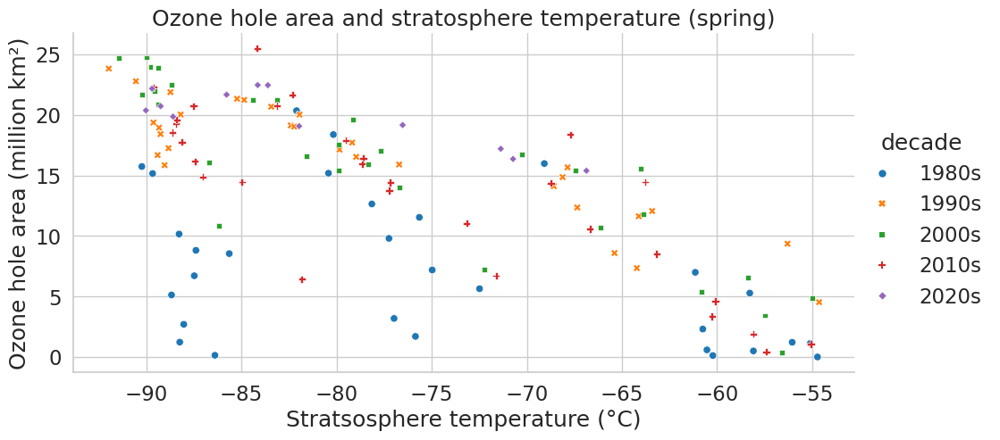 Ozone hole area and stratosphere temperature (spring)
Ozone hole area (million km²)
25
20
15
10
5
0
−90
−85
−80
−75
−70
−65
−60
−55
Stratsosphere temperature (°C)
decade
1980s
1990s
2000s
2010s
2020s